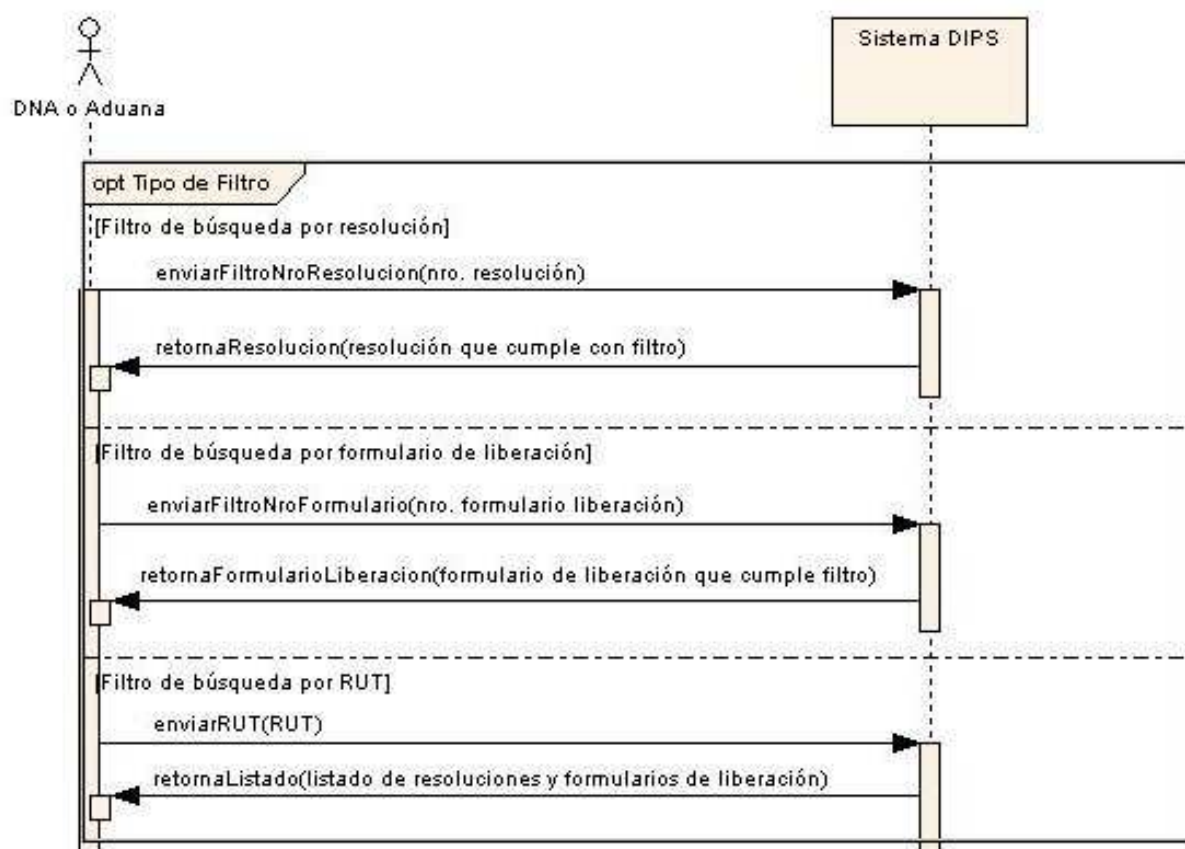 Sistema DIPS
DNA o Aduana
opt Tipo de Filtro
[Filtro de búsqueda por resolución]
enviarFiltroNroResolucion(nro. resolución)
retornaResolucion(resolución que cumple con filtro)
[Filtro de búsqueda por formulario de liberación]
enviarFiltroNroFormulario(nro. formulario liberación)
retornaFormularioLiberacion(formulario de liberación que cumple filtro)
[Filtro de búsqueda por RUT]
enviarRUT(RUT)
retornaListado(listado de resoluciones y formularios de liberación)